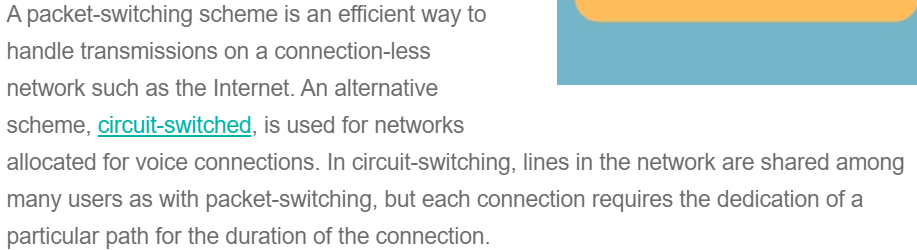 A packet-switching scheme is an efficient way to
handle transmissions on a connection-less
network such as the Internet. An alternative
scheme, circuit-switched, is used for networks
allocated for voice connections. In circuit-switching, lines in the network are shared among
many users as with packet-switching, but each connection requires the dedication of a
particular path for the duration of the connection.